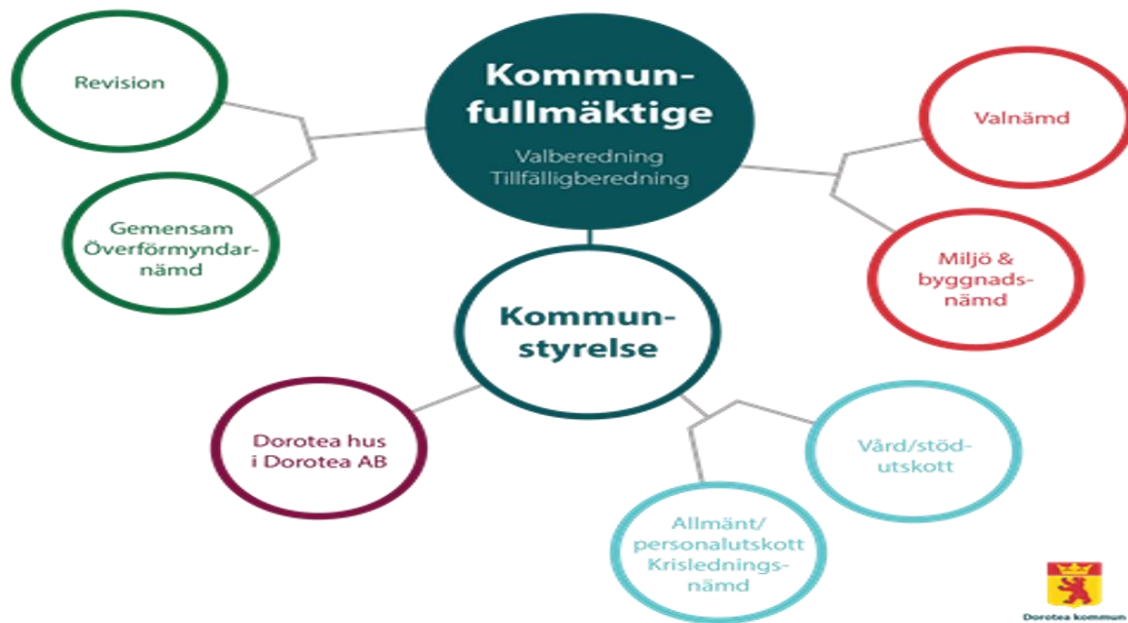 Revision
Gemensam
Överförmyndar-
nämd
Kommun-
fullmäktige
Valberedning
Tillfälligberedning
Valnämd
Miljö &
byggnads-
nämd
Kommun-
styrelse
Dorotea hus
i Dorotea AB
Vård/stöd-
utskott
Allmänt/
personalutskott
Krislednings-
nämd
Dorotea kommun